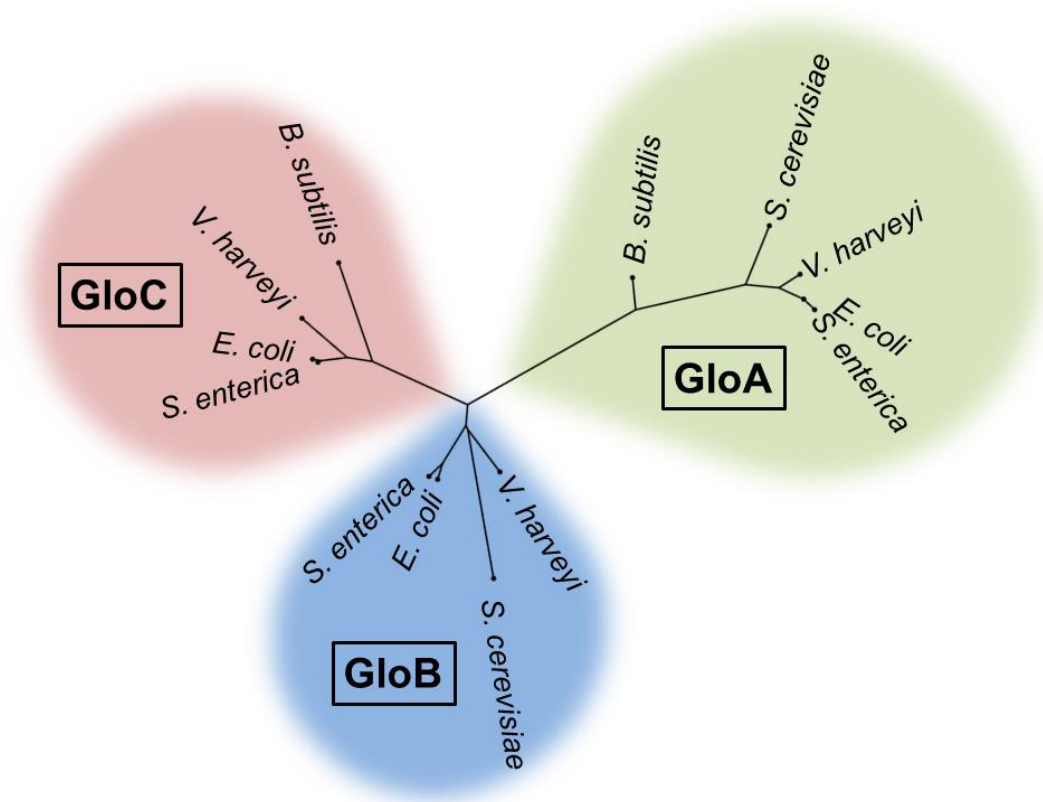 B. subtilis
V. harveyi
GloC
E. coli
S. enterica
B. subtilis
S. cerevisiae
V. harveyi
E. coli
S. enterica
GloA
S. enterica
E. coli
V. harveyi
S. cerevisiae
GloB